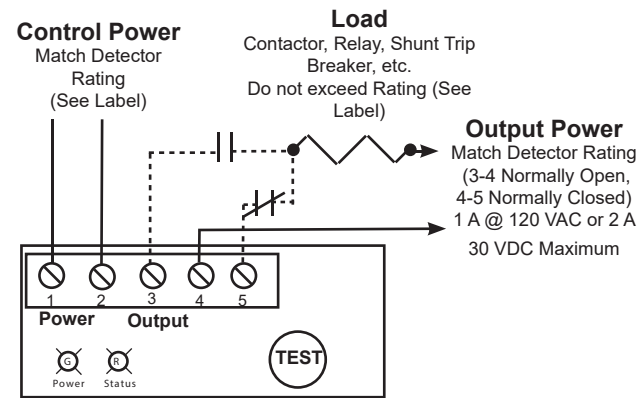 Control Power
Match Detector
Rating
(See Label)
Load
Contactor, Relay, Shunt Trip
Breaker, etc.
Do not exceed Rating (See
Label)
Output Power
Match Detector Rating
(3-4 Normally Open,
4-5 Normally Closed)
1 A @ 120 VAC or 2 A
30 VDC Maximum
1 2 3 4 5
Power Output
G R
Power Status
TEST